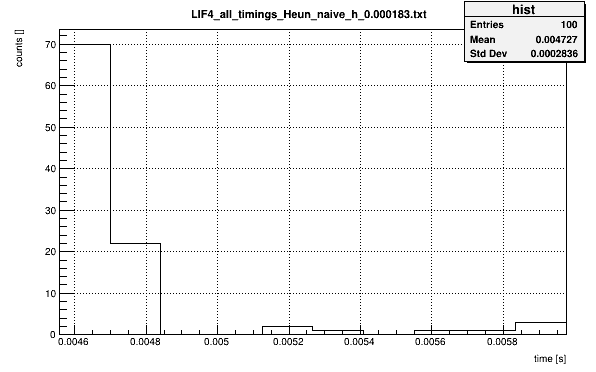 LIF4_all_timings_Heun_naive_h_0.000183.txt
hist
Entries 100
Mean 0.004727
Std Dev 0.0002836
counts []
70
60
50
40
30
20
10
0
0.0046 0.0048 0.005 0.0052 0.0054 0.0056 0.0058
time [s]